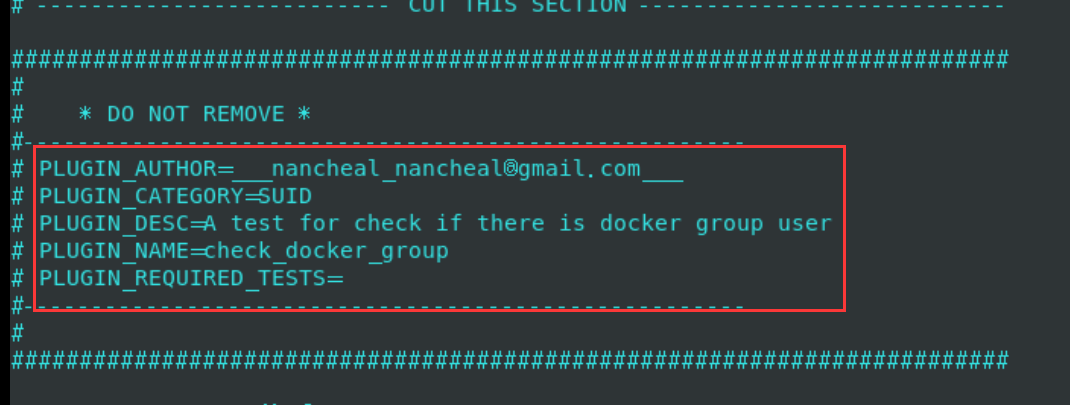 # -------------------------- CUT THIS SECTION ---------------------------
#########################################################################
#
#    * DO NOT REMOVE *
#-----------------------------------------------------
# PLUGIN_AUTHOR=___nancheal_nancheal@gmail.com___
# PLUGIN_CATEGORY=SUID
# PLUGIN_DESC=A test for check if there is docker group user
# PLUGIN_NAME=check_docker_group
# PLUGIN_REQUIRED_TESTS=
#-----------------------------------------------------
#
#########################################################################